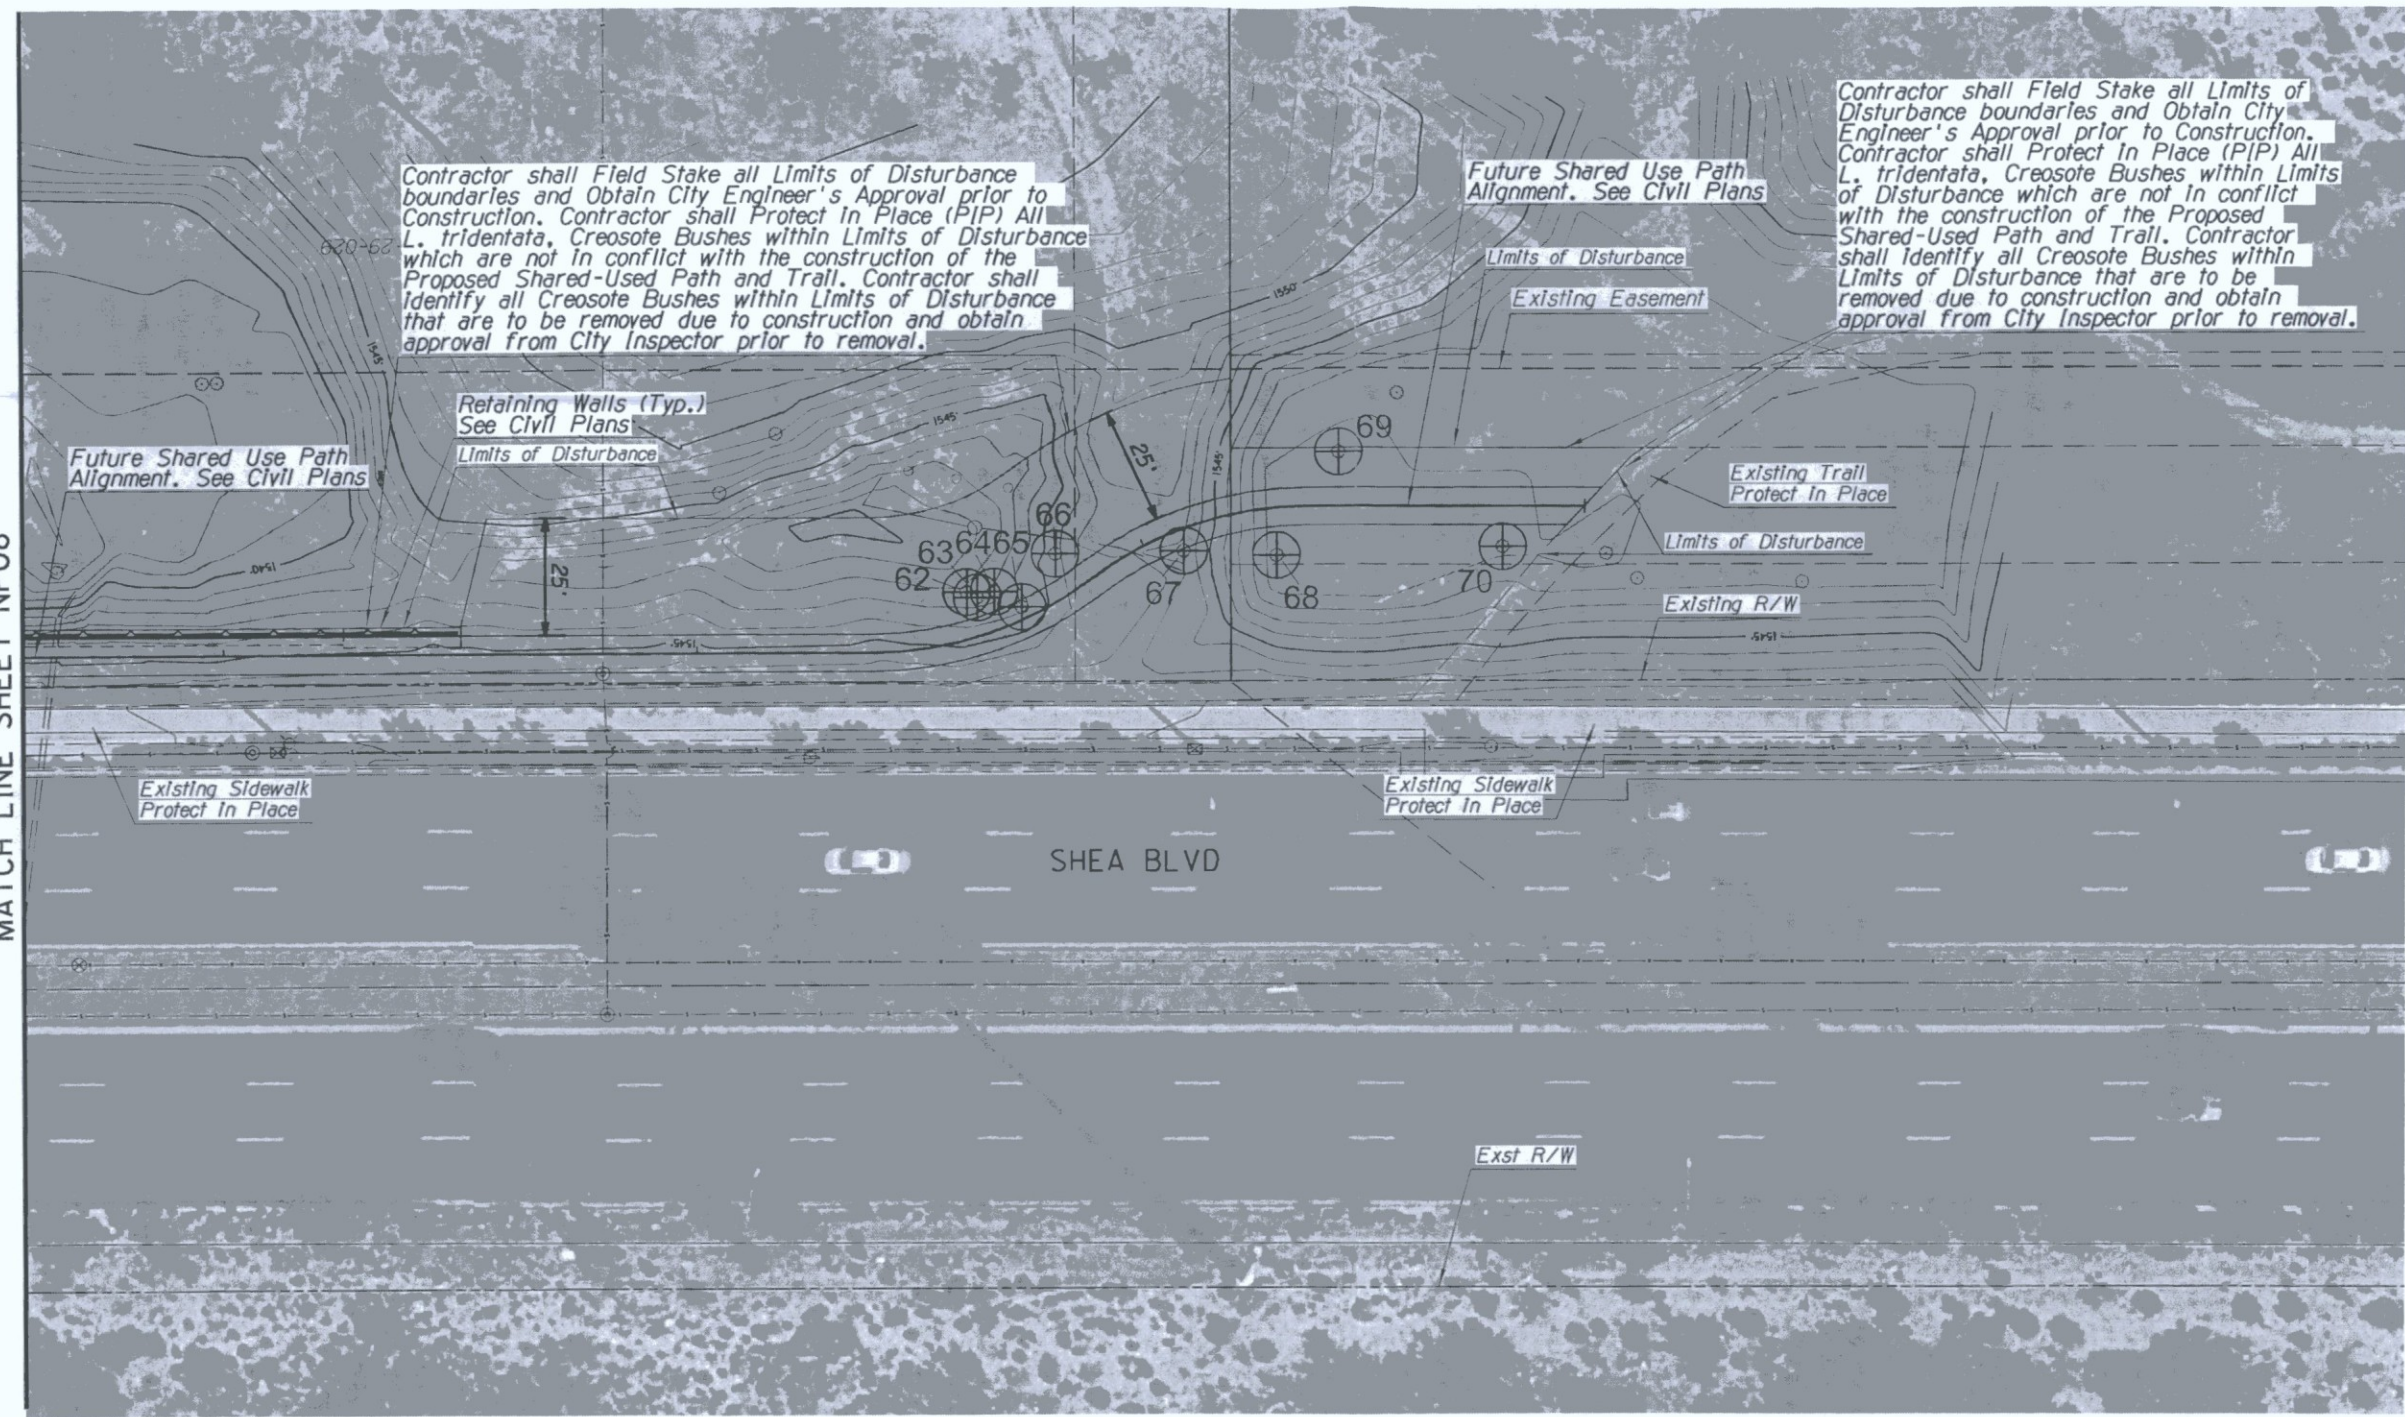 Contractor shall Field Stake all Limits of Disturbance
boundaries and Obtain City Engineer's Approval prior to
Construction. Contractor shall Protect in Place (PIP) All
L. tridentata, Creosote Bushes within Limits of Disturbance
which are not in conflict with the construction of the
Proposed Shared-Used Path and Trail. Contractor shall
identify all Creosote Bushes within Limits of Disturbance
that are to be removed due to construction and obtain
approval from City Inspector prior to removal.
Contractor shall Field Stake all Limits of
Disturbance boundaries and Obtain City
Engineer's Approval prior to Construction.
Contractor shall Protect in Place (PIP) All
L. tridentata, Creosote Bushes within Limits
of Disturbance which are not in conflict
with the construction of the Proposed
Shared-Used Path and Trail. Contractor
shall identify all Creosote Bushes within
Limits of Disturbance that are to be
removed due to construction and obtain
approval from City Inspector prior to removal.
Future Shared Use Path
Alignment. See Civil Plans
Limits of Disturbance
Existing Easement
1550'
1545'
Retaining Walls (Typ.)
See Civil Plans
Limits of Disturbance
1545'
Future Shared Use Path
Alignment. See Civil Plans
25'
1545'
69
Existing Trail
Protect in Place
66
63
64
65
62
67
68
70
Limits of Disturbance
1540'
25'
Existing R/W
1545'
1545'
MATCH LINE SHEET
Existing Sidewalk
Protect in Place
Existing Sidewalk
Protect in Place
SHEA BLVD
Exst R/W